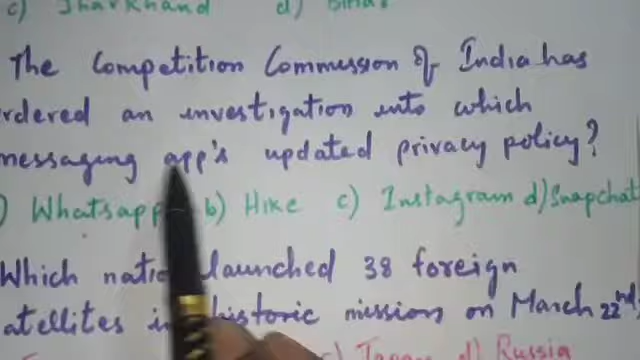 c) Jharkhand d) Bihar
The Competition Commission of India has
ordered an investigation into which
messaging app's updated privacy policy?
) Whatsapp b) Hike c) Instagram d) Snapchat
Which nation launched 38 foreign
satellites in historic mission on March 22nd,
c) Japan d) Russia